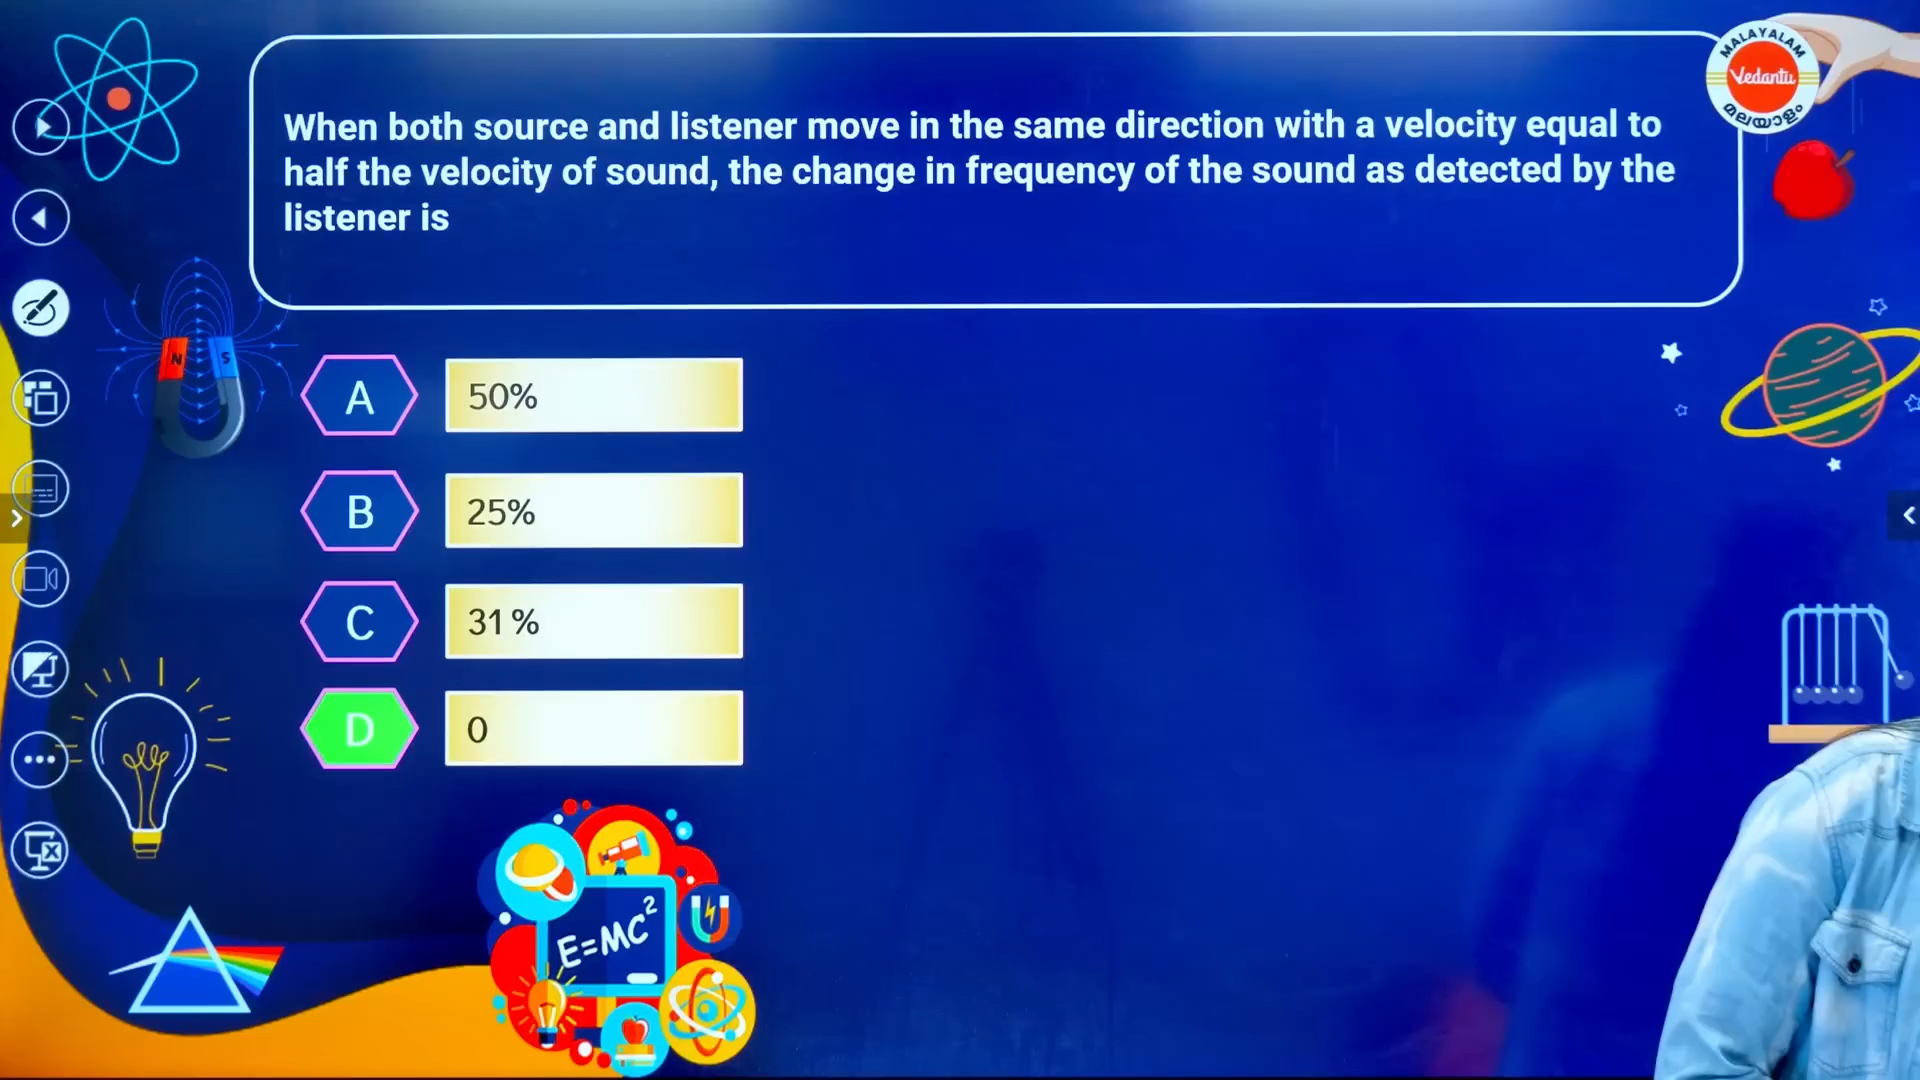 When both source and listener move in the same direction with a velocity equal to
half the velocity of sound, the change in frequency of the sound as detected by the
listener is
A 50%
B 25%
C 31 %
D 0
MALAYALAM
Vedantu
മലയാളം
N S
E=MC²